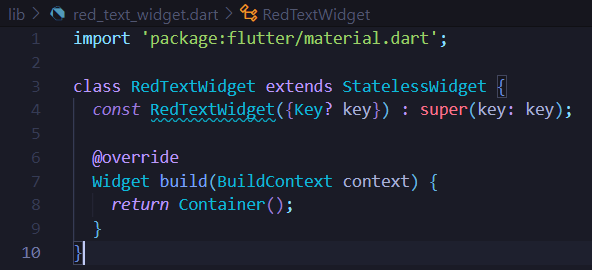 lib > red_text_widget.dart > RedTextWidget
1 import 'package:flutter/material.dart';
2
3 class RedTextWidget extends StatelessWidget {
4   const RedTextWidget({Key? key}) : super(key: key);
5
6   @override
7   Widget build(BuildContext context) {
8     return Container();
9   }
10 }